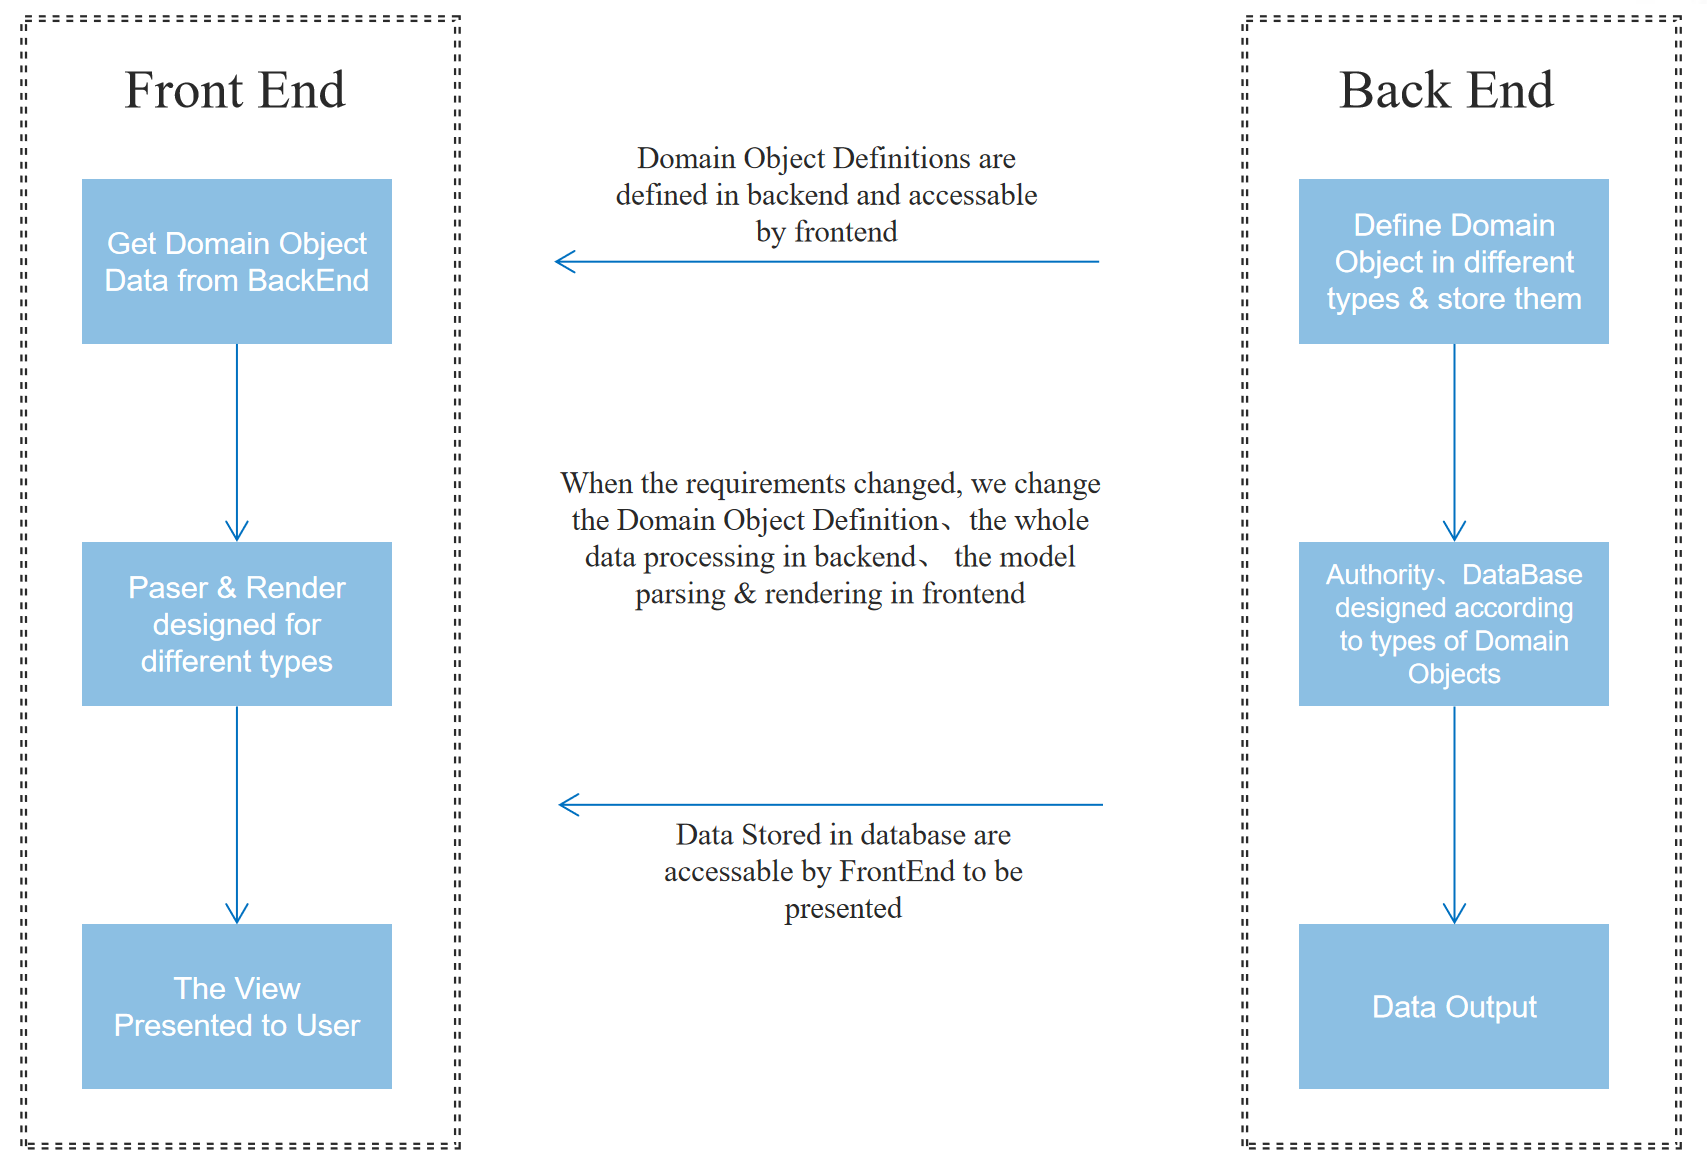 Front End
Get Domain Object
Data from BackEnd
Paser & Render
designed for
different types
The View
Presented to User
Domain Object Definitions are
defined in backend and accessable
by frontend
When the requirements changed, we change
the Domain Object Definition、the whole
data processing in backend、 the model
parsing & rendering in frontend
Data Stored in database are
accessable by FrontEnd to be
presented
Back End
Define Domain
Object in different
types & store them
Authority、DataBase
designed according
to types of Domain
Objects
Data Output